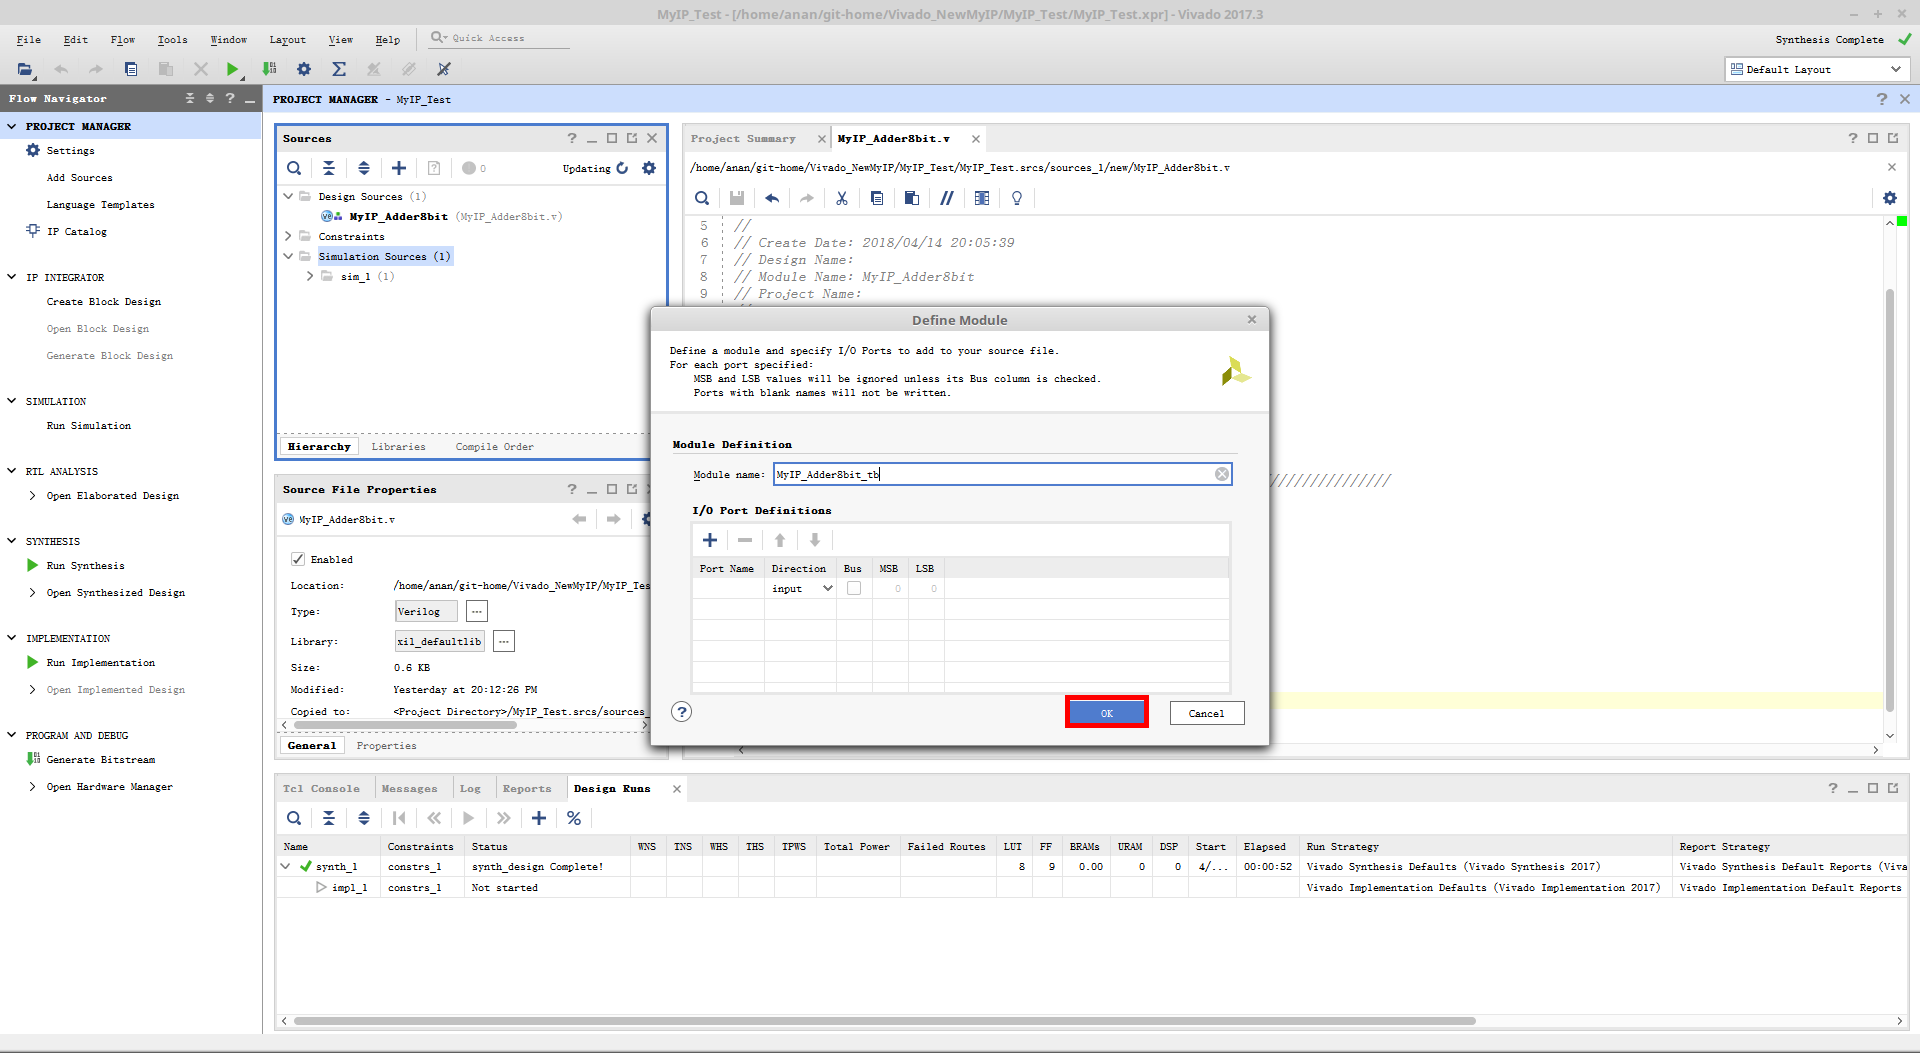 MyIP_Test - [/home/anan/git-home/Vivado_NewMyIP/MyIP_Test/MyIP_Test.xpr] - Vivado 2017.3
File Edit Flow Tools Window Layout View Help Quick Access
Synthesis Complete
Default Layout
Flow Navigator
PROJECT MANAGER - MyIP_Test
PROJECT MANAGER
Settings
Add Sources
Language Templates
IP Catalog
IP INTEGRATOR
Create Block Design
Open Block Design
Generate Block Design
SIMULATION
Run Simulation
RTL ANALYSIS
Open Elaborated Design
SYNTHESIS
Run Synthesis
Open Synthesized Design
IMPLEMENTATION
Run Implementation
Open Implemented Design
PROGRAM AND DEBUG
Generate Bitstream
Open Hardware Manager
Sources
0 Updating
Design Sources (1)
MyIP_Adder8bit (MyIP_Adder8bit.v)
Constraints
Simulation Sources (1)
sim_1 (1)
Hierarchy Libraries Compile Order
Source File Properties
MyIP_Adder8bit.v
Enabled
Location: /home/anan/git-home/Vivado_NewMyIP/MyIP_Tes
Type: Verilog
Library: xil_defaultlib
Size: 0.6 KB
Modified: Yesterday at 20:12:26 PM
Copied to: <Project Directory>/MyIP_Test.srcs/sources_
General Properties
Project Summary MyIP_Adder8bit.v
/home/anan/git-home/Vivado_NewMyIP/MyIP_Test/MyIP_Test.srcs/sources_1/new/MyIP_Adder8bit.v
5 //
6 // Create Date: 2018/04/14 20:05:39
7 // Design Name:
8 // Module Name: MyIP_Adder8bit
9 // Project Name:
///////////////
Define Module
Define a module and specify I/O Ports to add to your source file.
For each port specified:
MSB and LSB values will be ignored unless its Bus column is checked.
Ports with blank names will not be written.
Module Definition
Module name: MyIP_Adder8bit_tb
I/O Port Definitions
Port Name Direction Bus MSB LSB
input 0 0
? OK Cancel
Tcl Console Messages Log Reports Design Runs
Name Constraints Status WNS TNS WHS THS TPWS Total Power Failed Routes LUT FF BRAMs URAM DSP Start Elapsed Run Strategy Report Strategy
synth_1 constrs_1 synth_design Complete! 8 9 0.00 0 0 4/... 00:00:52 Vivado Synthesis Defaults (Vivado Synthesis 2017) Vivado Synthesis Default Reports (Viva
impl_1 constrs_1 Not started Vivado Implementation Defaults (Vivado Implementation 2017) Vivado Implementation Default Reports